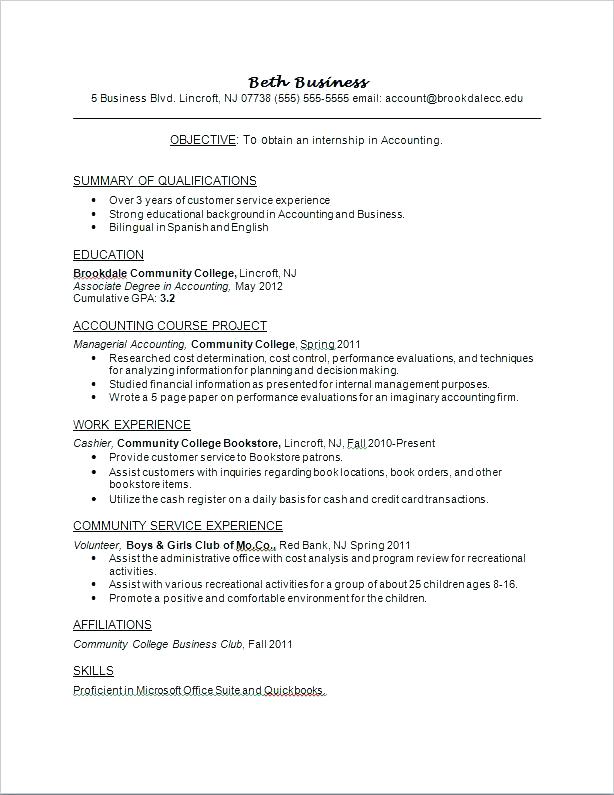 Beth Business
5 Business Blvd. Lincroft, NJ 07738 (555) 555-5555 email: account@brookdalecc.edu
OBJECTIVE: To obtain an internship in Accounting.
SUMMARY OF QUALIFICATIONS
• Over 3 years of customer service experience
• Strong educational background in Accounting and Business.
• Bilingual in Spanish and English
EDUCATION
Brookdale Community College, Lincroft, NJ
Associate Degree in Accounting, May 2012
Cumulative GPA: 3.2
ACCOUNTING COURSE PROJECT
Managerial Accounting, Community College, Spring 2011
• Researched cost determination, cost control, performance evaluations, and techniques
for analyzing information for planning and decision making.
• Studied financial information as presented for internal management purposes.
• Wrote a 5 page paper on performance evaluations for an imaginary accounting firm.
WORK EXPERIENCE
Cashier, Community College Bookstore, Lincroft, NJ, Fall 2010-Present
• Provide customer service to Bookstore patrons.
• Assist customers with inquiries regarding book locations, book orders, and other
bookstore items.
• Utilize the cash register on a daily basis for cash and credit card transactions.
COMMUNITY SERVICE EXPERIENCE
Volunteer, Boys & Girls Club of Mo.Co., Red Bank, NJ Spring 2011
• Assist the administrative office with cost analysis and program review for recreational
activities.
• Assist with various recreational activities for a group of about 25 children ages 8-16.
• Promote a positive and comfortable environment for the children.
AFFILIATIONS
Community College Business Club, Fall 2011
SKILLS
Proficient in Microsoft Office Suite and Quickbooks.